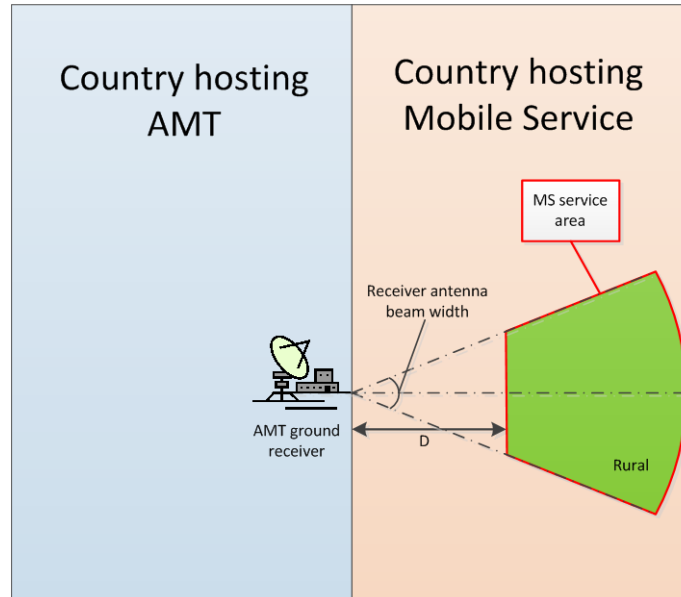 Country hosting
AMT
Country hosting
Mobile Service
MS service
area
Receiver antenna
beam width
AMT ground
receiver
D
Rural